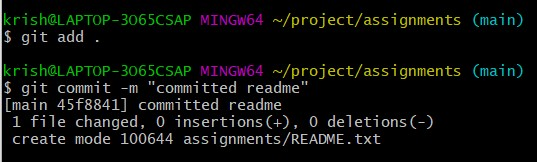 krish@LAPTOP-3O65CSAP MINGW64 ~/project/assignments (main)
$ git add .
krish@LAPTOP-3O65CSAP MINGW64 ~/project/assignments (main)
$ git commit -m "committed readme"
[main 45f8841] committed readme
 1 file changed, 0 insertions(+), 0 deletions(-)
 create mode 100644 assignments/README.txt